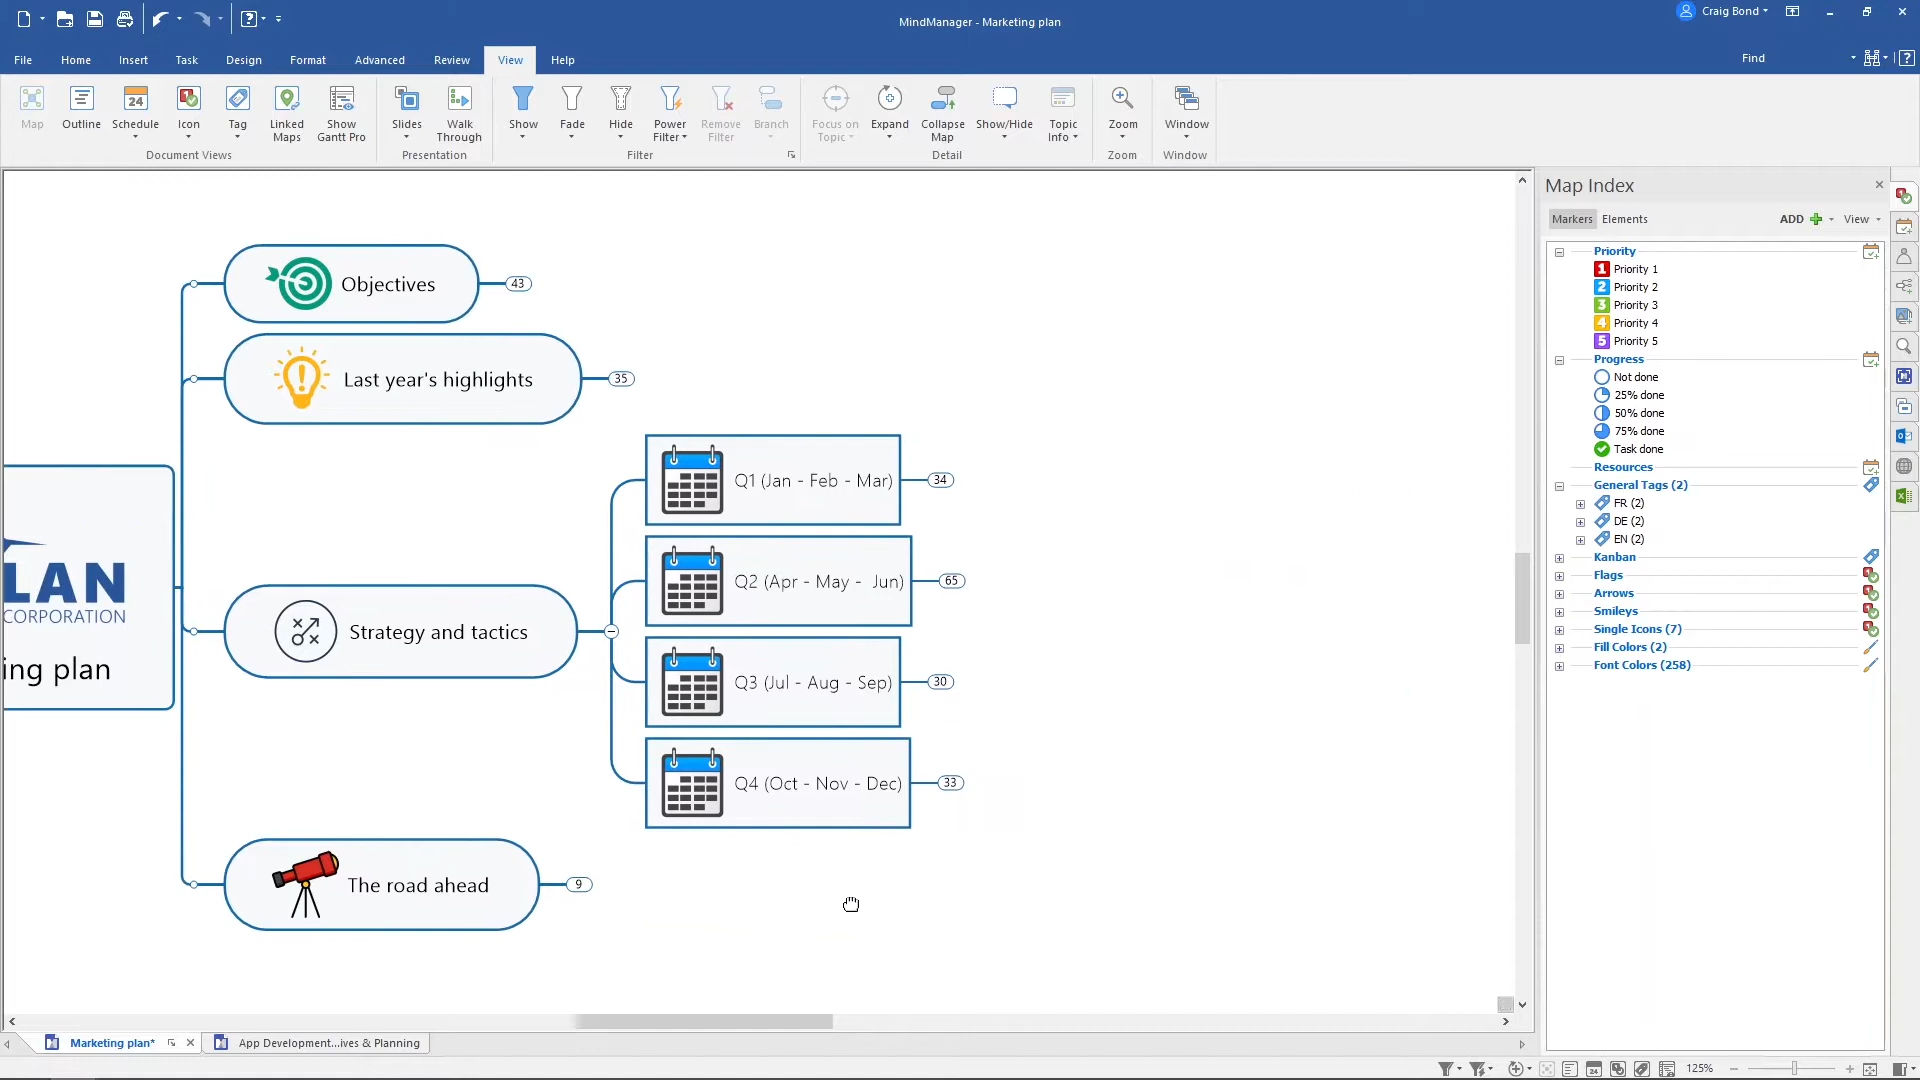 MindManager - Marketing plan
Craig Bond
File Home Insert Task Design Format Advanced Review View Help
Find
Map
Outline
24
Schedule
Icon
Tag
Linked Maps
Show Gantt Pro
Document Views
Slides
Walk Through
Presentation
Show
Fade
Hide
Power Filter
Remove Filter
Branch
Filter
Focus on Topic
Expand
Collapse Map
Show/Hide
Topic Info
Detail
Zoom
Zoom
Window
Window
Objectives
43
Last year's highlights
35
LAN
CORPORATION
ing plan
Strategy and tactics
Q1 (Jan - Feb - Mar)
34
Q2 (Apr - May - Jun)
65
Q3 (Jul - Aug - Sep)
30
Q4 (Oct - Nov - Dec)
33
The road ahead
9
Map Index
Markers Elements
ADD
View
Priority
1 Priority 1
2 Priority 2
3 Priority 3
4 Priority 4
5 Priority 5
Progress
Not done
25% done
50% done
75% done
Task done
Resources
General Tags (2)
FR (2)
DE (2)
EN (2)
Kanban
Flags
Arrows
Smileys
Single Icons (7)
Fill Colors (2)
Font Colors (258)
Marketing plan*
App Development...ives & Planning
125%